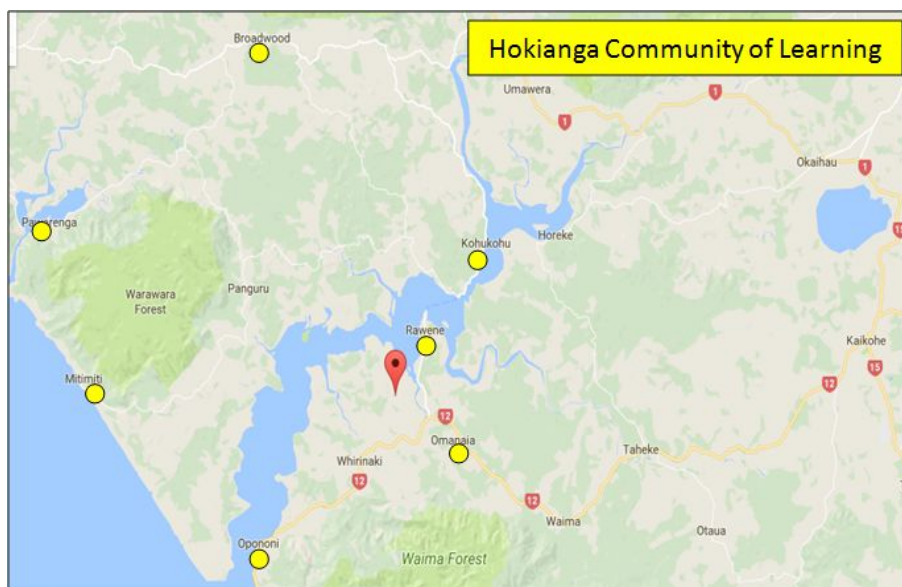 Hokianga Community of Learning
Broadwood
Umawera
1
1
Okaihau
1
Pawarenga
15
Horeke
Kohukohu
Warawara
Forest
Panguru
Rawene
Kaikohe
15
Mitimiti
12
12
Omanaia
Taheke
Whirinaki
12
12
Waima
Otaua
Opononi
Waima Forest